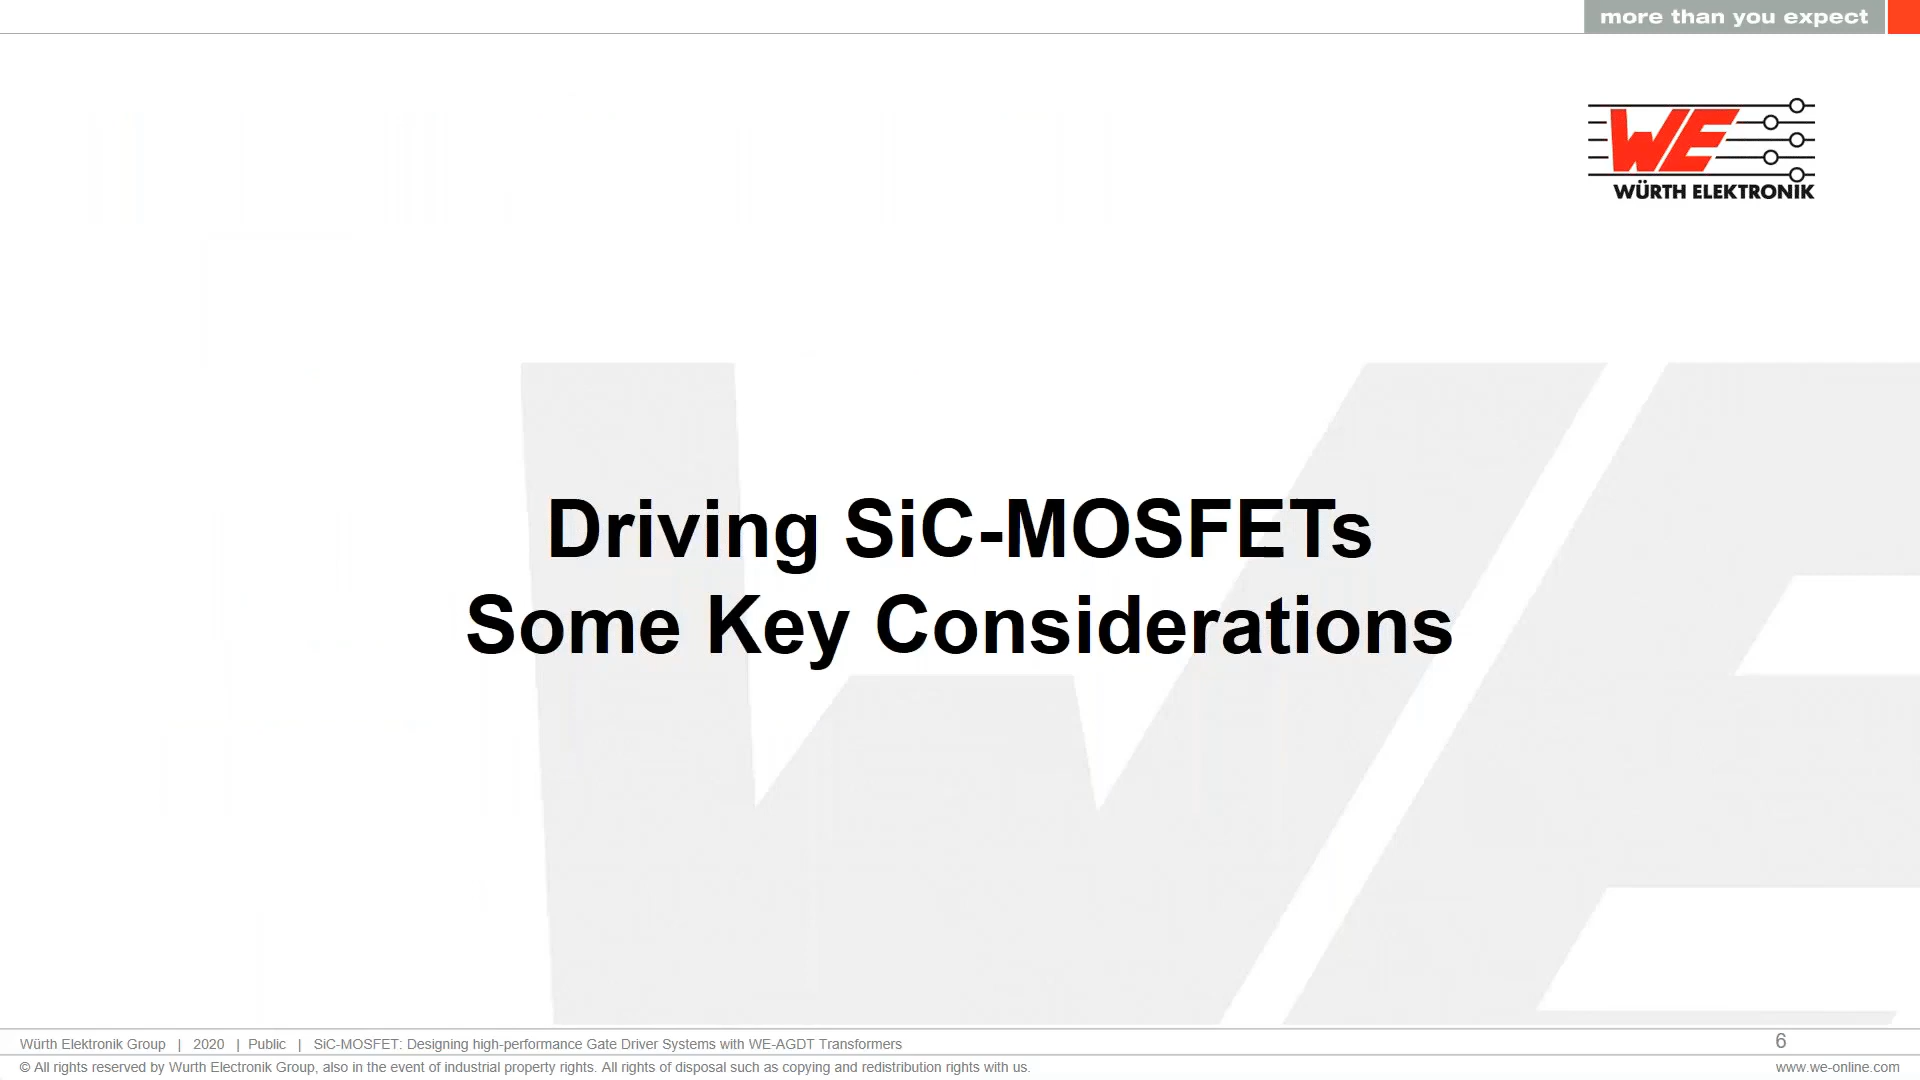 more than you expect
WE
WÜRTH ELEKTRONIK
Driving SiC-MOSFETs
Some Key Considerations
Würth Elektronik Group | 2020 | Public | SiC-MOSFET: Designing high-performance Gate Driver Systems with WE-AGDT Transformers
6
© All rights reserved by Wurth Electronik Group, also in the event of industrial property rights. All rights of disposal such as copying and redistribution rights with us.
www.we-online.com